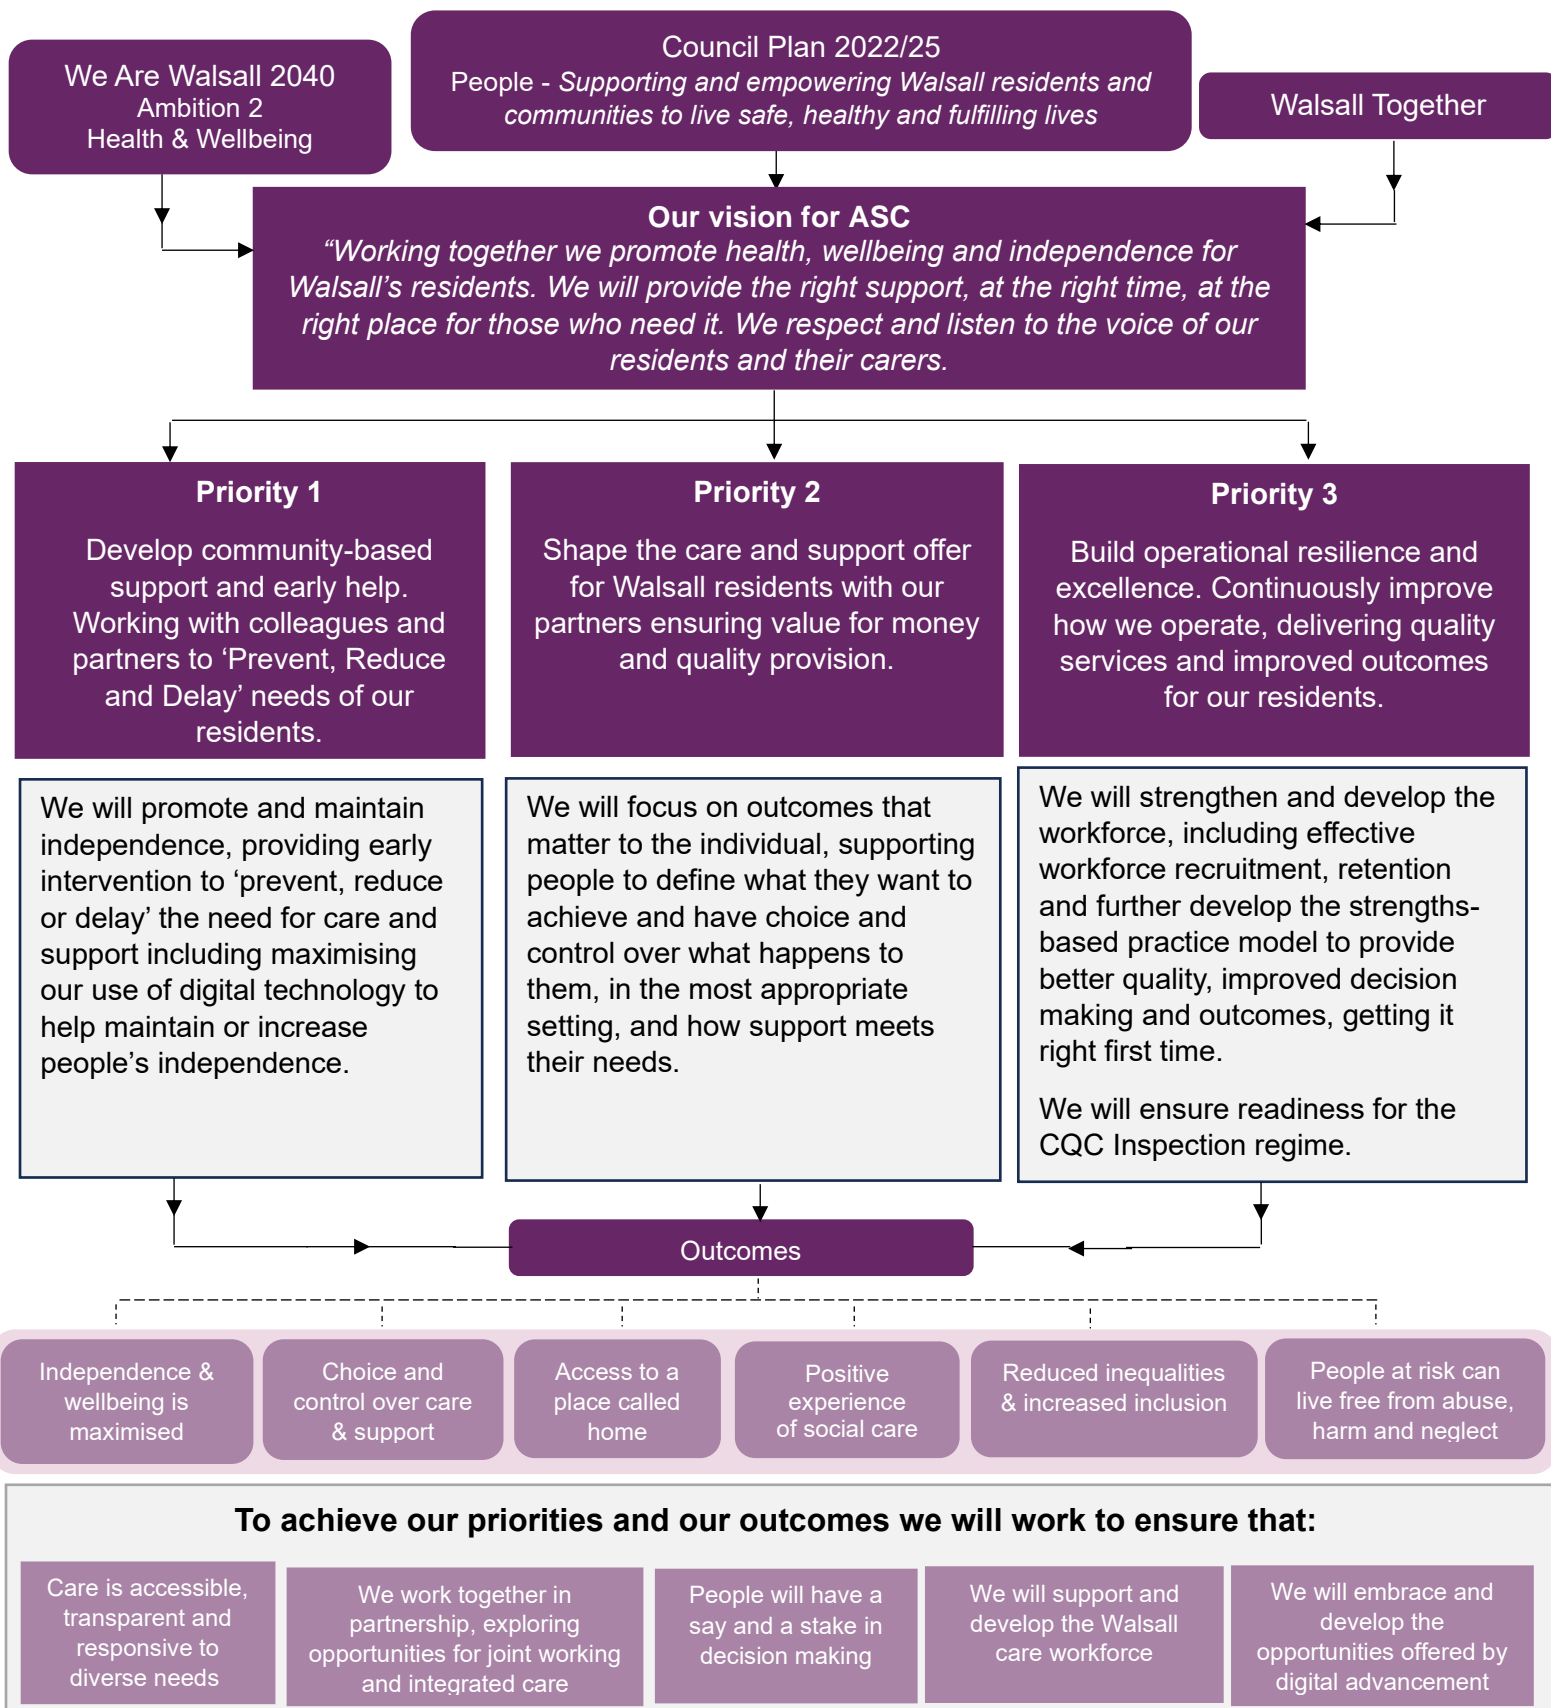 We Are Walsall 2040
Ambition 2
Health & Wellbeing
Council Plan 2022/25
People - Supporting and empowering Walsall residents and
communities to live safe, healthy and fulfilling lives
Walsall Together
Our vision for ASC
“Working together we promote health, wellbeing and independence for
Walsall’s residents. We will provide the right support, at the right time, at the
right place for those who need it. We respect and listen to the voice of our
residents and their carers.
Priority 1
Develop community-based
support and early help.
Working with colleagues and
partners to ‘Prevent, Reduce
and Delay’ needs of our
residents.
Priority 2
Shape the care and support offer
for Walsall residents with our
partners ensuring value for money
and quality provision.
Priority 3
Build operational resilience and
excellence. Continuously improve
how we operate, delivering quality
services and improved outcomes
for our residents.
We will promote and maintain
independence, providing early
intervention to ‘prevent, reduce
or delay’ the need for care and
support including maximising
our use of digital technology to
help maintain or increase
people’s independence.
We will focus on outcomes that
matter to the individual, supporting
people to define what they want to
achieve and have choice and
control over what happens to
them, in the most appropriate
setting, and how support meets
their needs.
We will strengthen and develop the
workforce, including effective
workforce recruitment, retention
and further develop the strengths-
based practice model to provide
better quality, improved decision
making and outcomes, getting it
right first time.
We will ensure readiness for the
CQC Inspection regime.
Outcomes
Independence &
wellbeing is
maximised
Choice and
control over care
& support
Access to a
place called
home
Positive
experience
of social care
Reduced inequalities
& increased inclusion
People at risk can
live free from abuse,
harm and neglect
To achieve our priorities and our outcomes we will work to ensure that:
Care is accessible,
transparent and
responsive to
diverse needs
We work together in
partnership, exploring
opportunities for joint working
and integrated care
People will have a
say and a stake in
decision making
We will support and
develop the Walsall
care workforce
We will embrace and
develop the
opportunities offered by
digital advancement